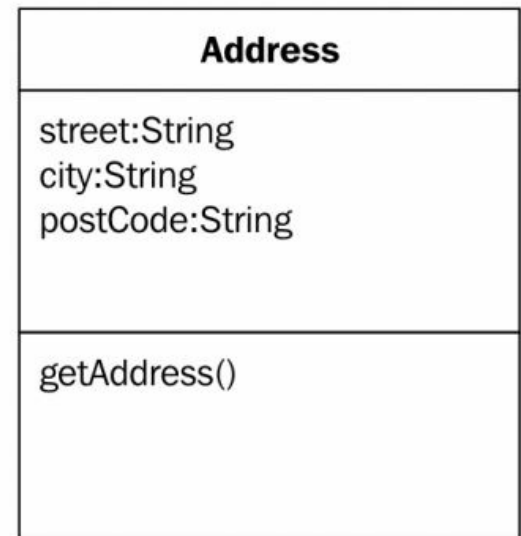 Address
street:String
city:String
postCode:String
getAddress()